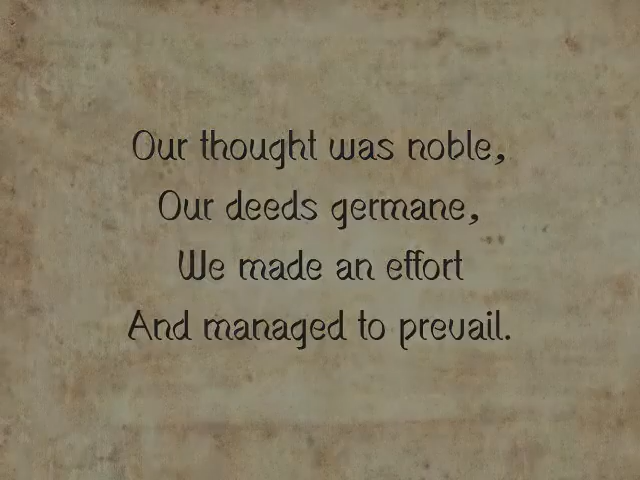 Our thought was noble,
Our deeds germane,
We made an effort
And managed to prevail.